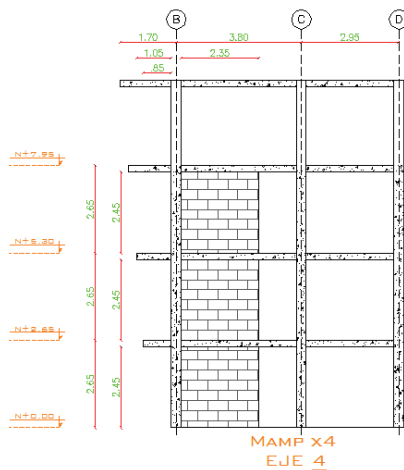 B C D
1.70 3.80 2.95
1.05 2.35
.85
N+7.95
2.65 2.45
N+5.30
2.65 2.45
N+2.65
2.65 2.45
N+0.00
Mamp x4
EJE 4